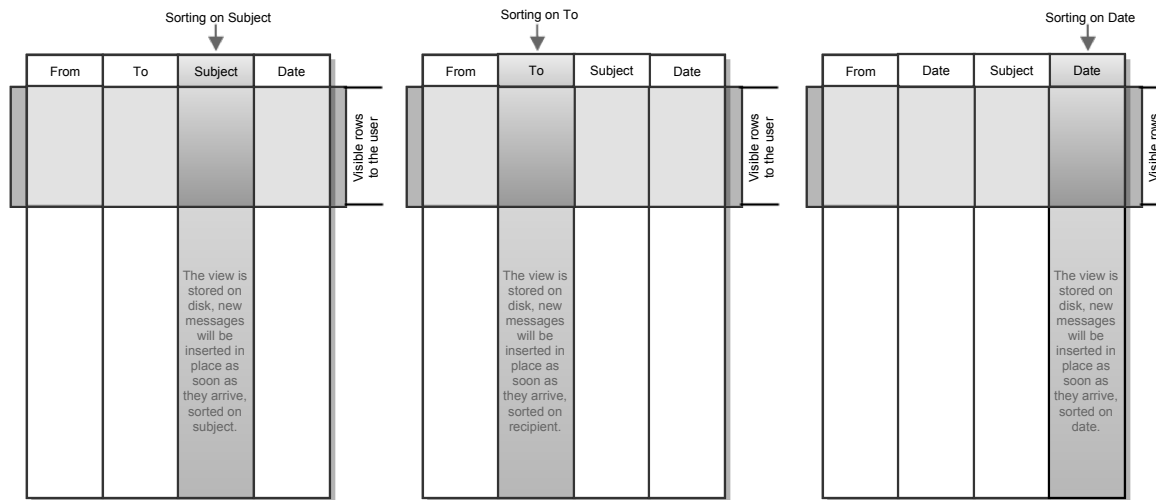 Sorting on Subject
From
To
Subject
Date
Visible rows
to the user
The view is
stored on
disk, new
messages
will be
inserted in
place as
soon as
they arrive,
sorted on
subject.
Sorting on To
From
To
Subject
Date
Visible rows
to the user
The view is
stored on
disk, new
messages
will be
inserted in
place as
soon as
they arrive,
sorted on
recipient.
Sorting on Date
From
Date
Subject
Date
Visible rows
The view is
stored on
disk, new
messages
will be
inserted in
place as
soon as
they arrive,
sorted on
date.